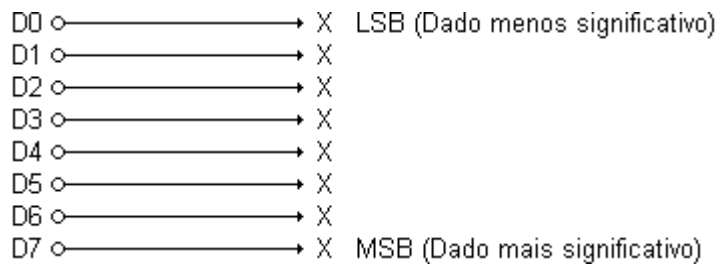 D0 X LSB (Dado menos significativo)
D1 X
D2 X
D3 X
D4 X
D5 X
D6 X
D7 X MSB (Dado mais significativo)